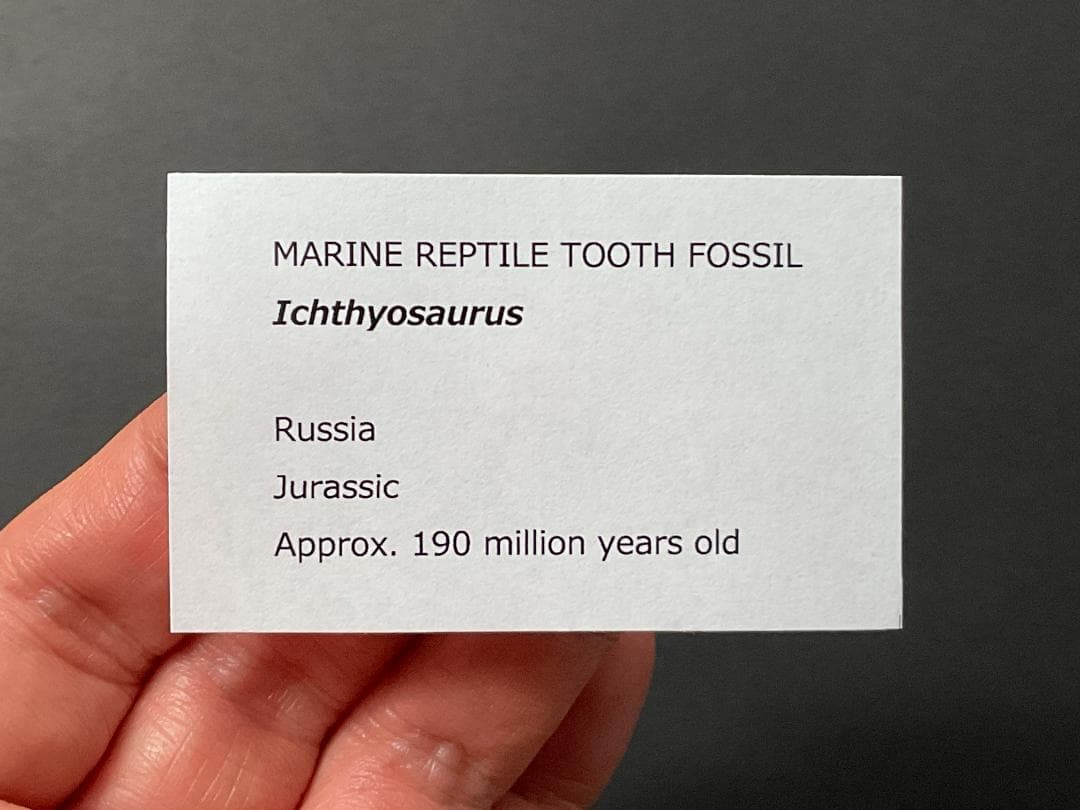 MARINE REPTILE TOOTH FOSSIL
Ichthyosaurus
Russia
Jurassic
Approx. 190 million years old